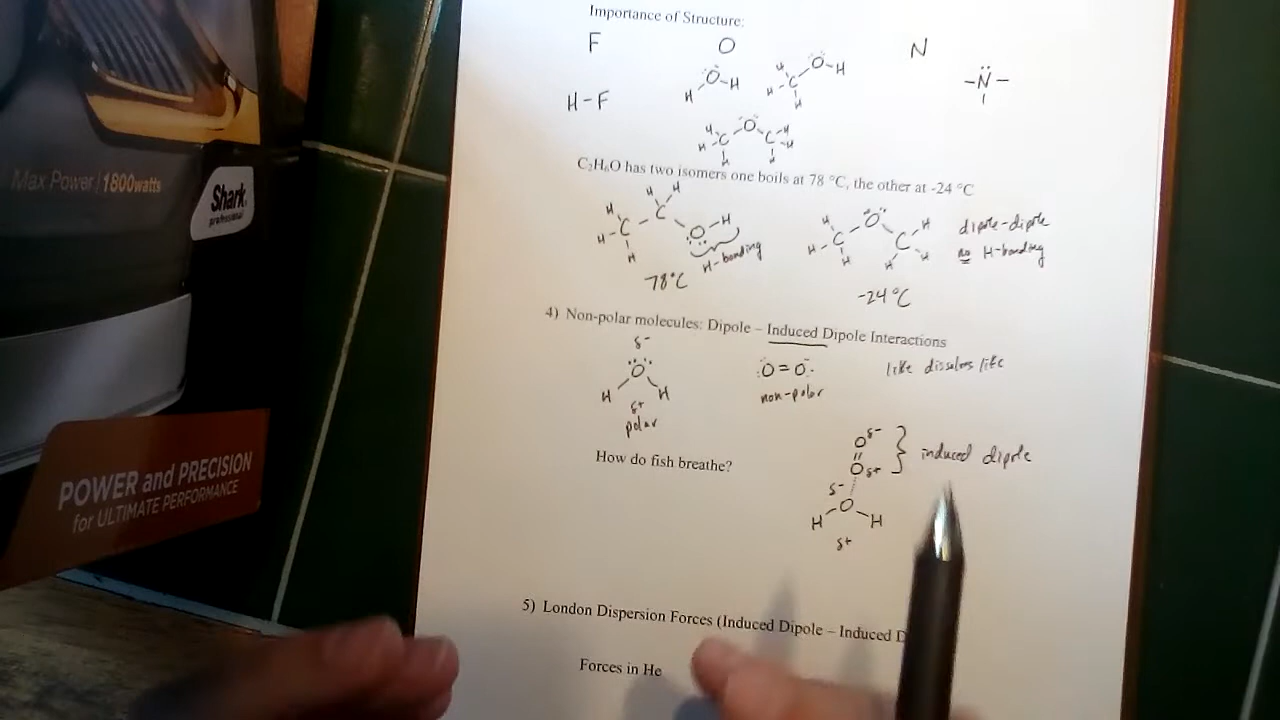 Importance of Structure:
F O N
H-F
C₂H₆O has two isomers one boils at 78 °C, the other at -24 °C
dipole-dipole
no H-bonding
H-bonding
78°C
-24°C
4) Non-polar molecules: Dipole – Induced Dipole Interactions
δ-
O=O
like dissolves like
H H
non-polar
δ+
polar
Oδ-
Oδ+
induced dipole
How do fish breathe?
δ-
O
H H
δ+
5) London Dispersion Forces (Induced Dipole – Induced D
Forces in He
Max Power | 1800watts
Shark
professional
POWER and PRECISION
for ULTIMATE PERFORMANCE